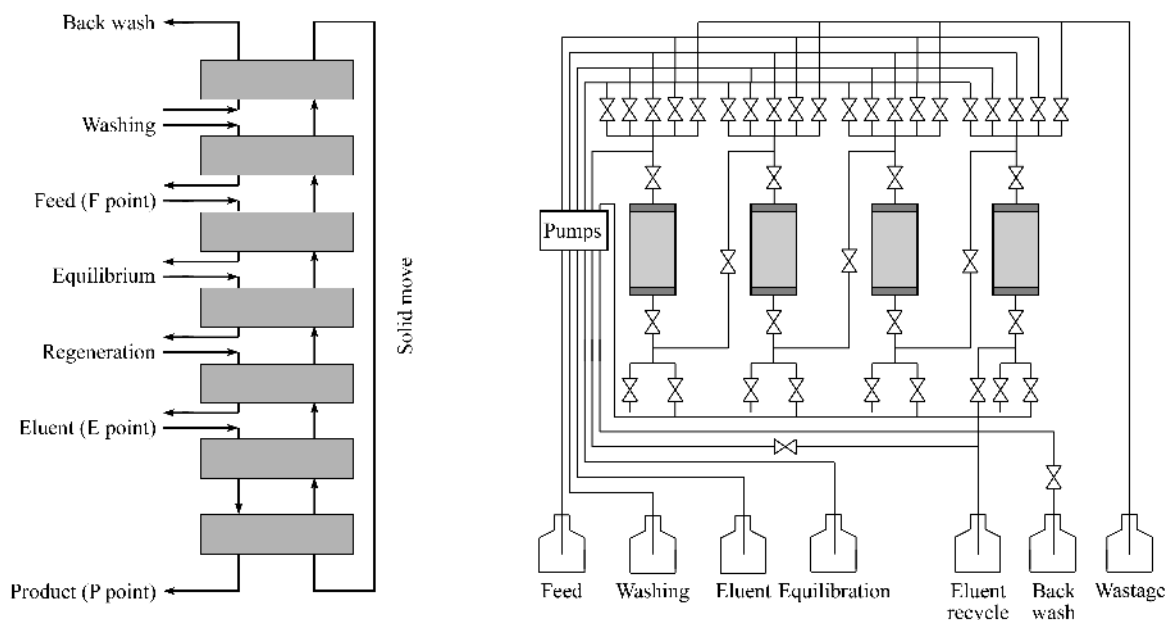 Back wash
Washing
Feed (F point)
Equilibrium
Regeneration
Eluent (E point)
Product (P point)
Solid move
Pumps
Feed
Washing
Eluent
Equilibration
Eluent
recycle
Back
wash
Wastage